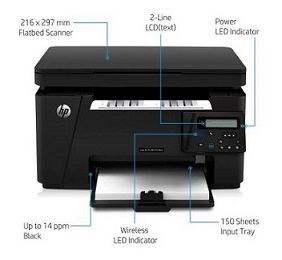 216 x 297 mm
Flatbed Scanner
2-Line
LCD(text)
Power
LED Indicator
hp
Up to 14 ppm
Black
Wireless
LED Indicator
150 Sheets
Input Tray